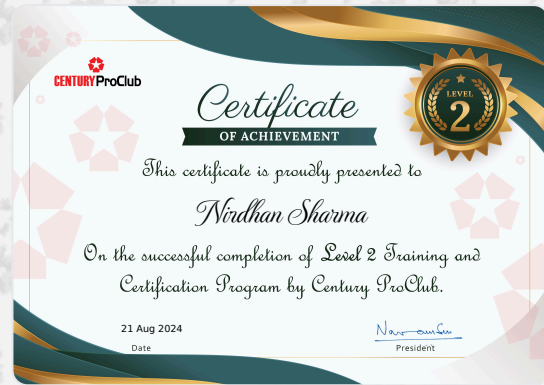 CENTURY ProClub
LEVEL
2
Certificate
OF ACHIEVEMENT
This certificate is proudly presented to
Nirdhan Sharma
On the successful completion of Level 2 Training and
Certification Program by Century ProClub.
21 Aug 2024
Date
President